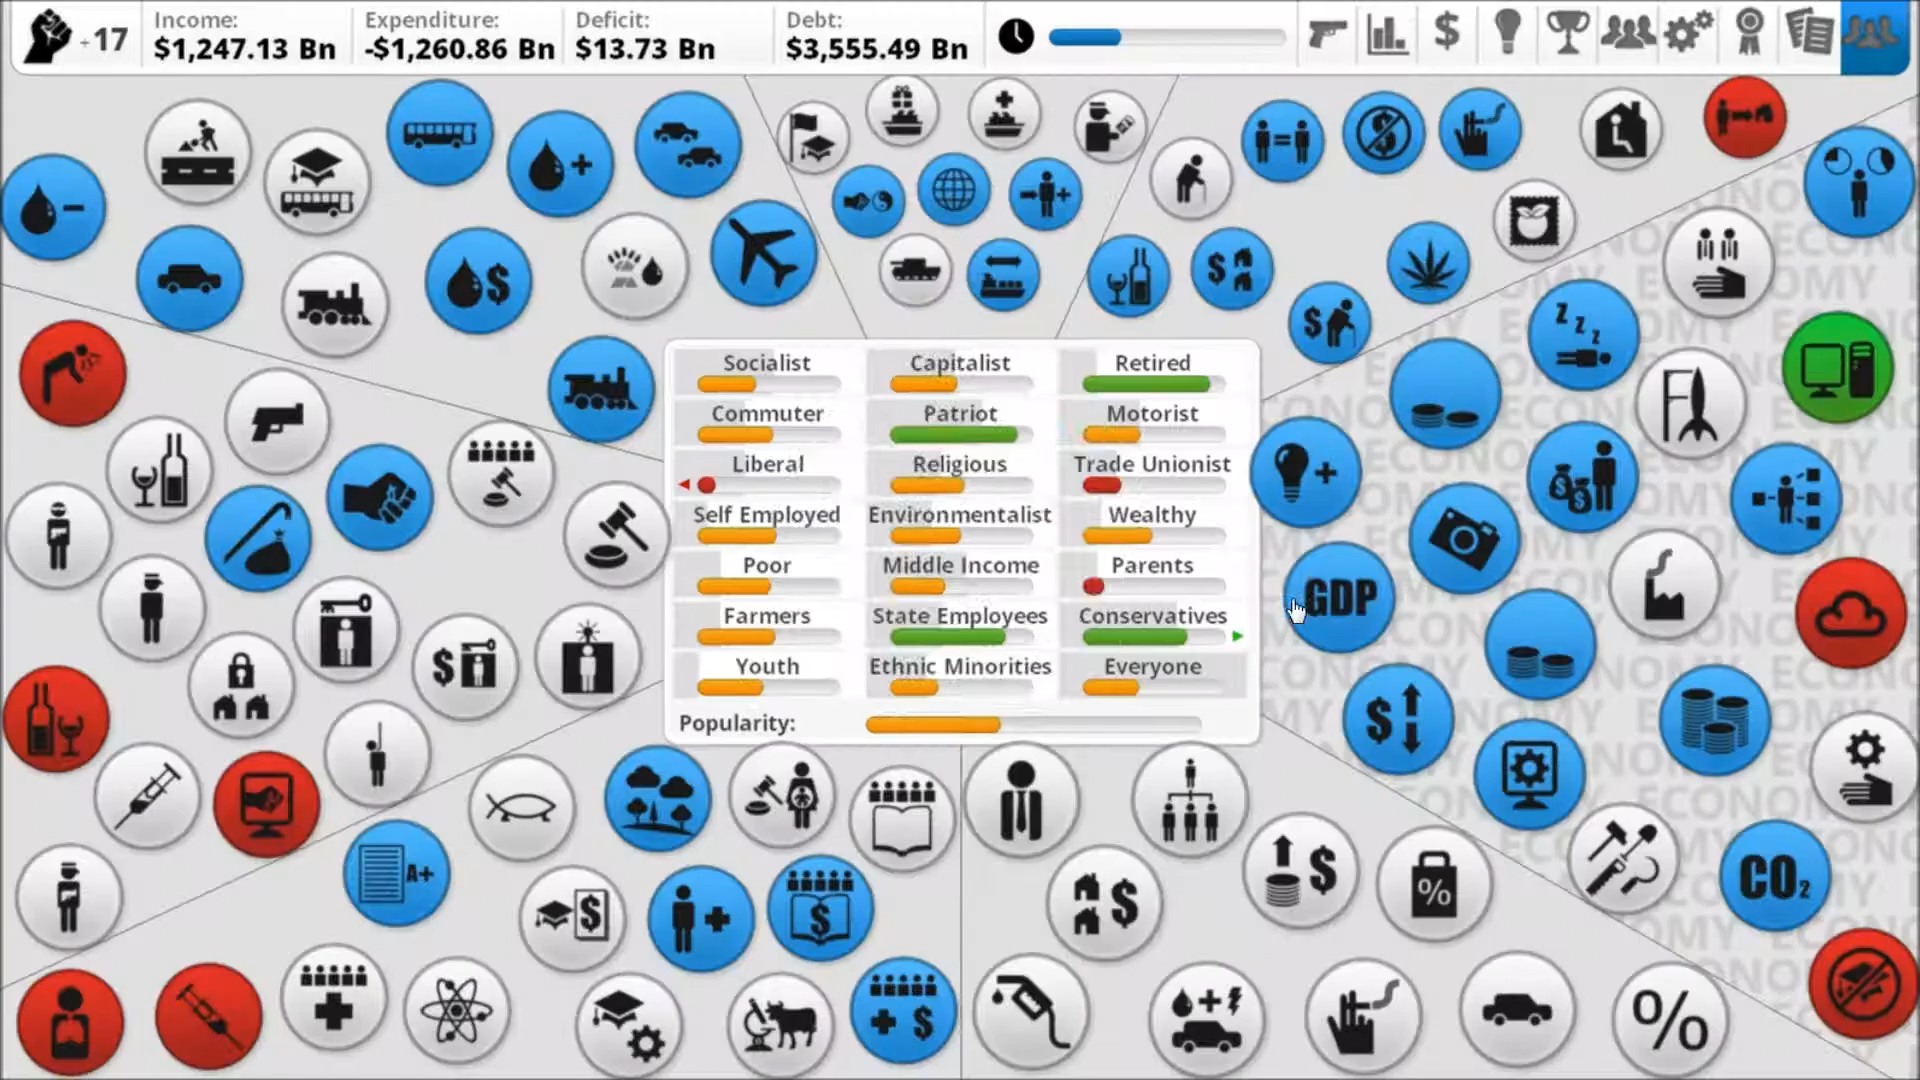 Income: Expenditure: Deficit: Debt:
+17 $1,247.13 Bn -$1,260.86 Bn $13.73 Bn $3,555.49 Bn
Socialist Capitalist Retired
Commuter Patriot Motorist
Liberal Religious Trade Unionist
Self Employed Environmentalist Wealthy
Poor Middle Income Parents
Farmers State Employees Conservatives
Youth Ethnic Minorities Everyone
Popularity:
GDP
CO₂
A+
ZZZ
$
%
ECONOMY